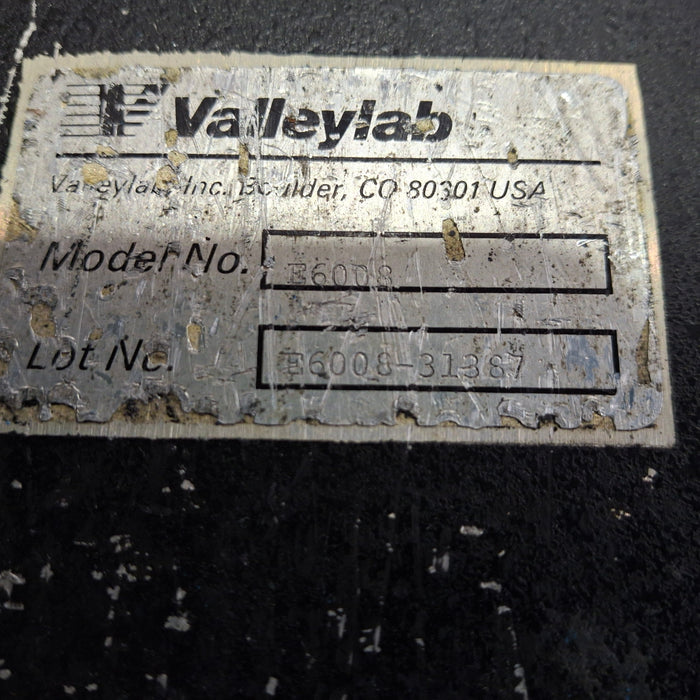 Valleylab
Valleylab, Inc. Boulder, CO 80301 USA
Model No. E6008
Lot No. E6008-31387